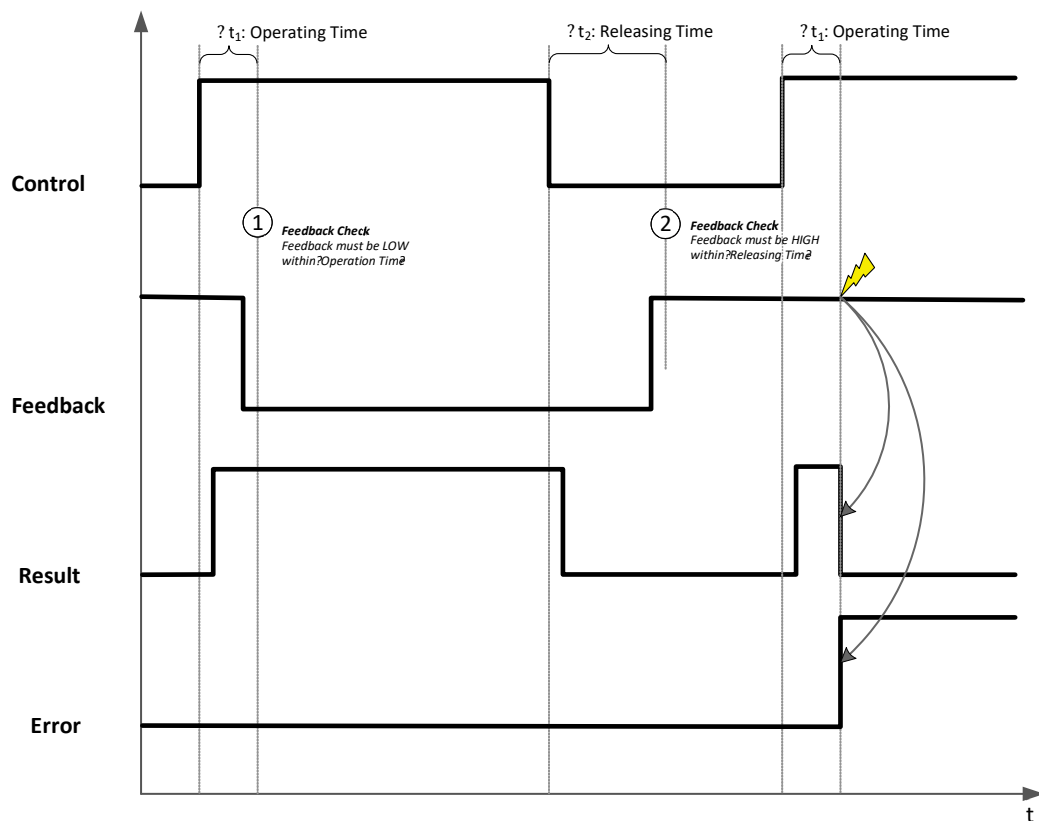 ? t₁: Operating Time
? t₂: Releasing Time
? t₁: Operating Time
Control
1
Feedback Check
Feedback must be LOW
within?Operation Time?
2
Feedback Check
Feedback must be HIGH
within?Releasing Time?
Feedback
Result
Error
t